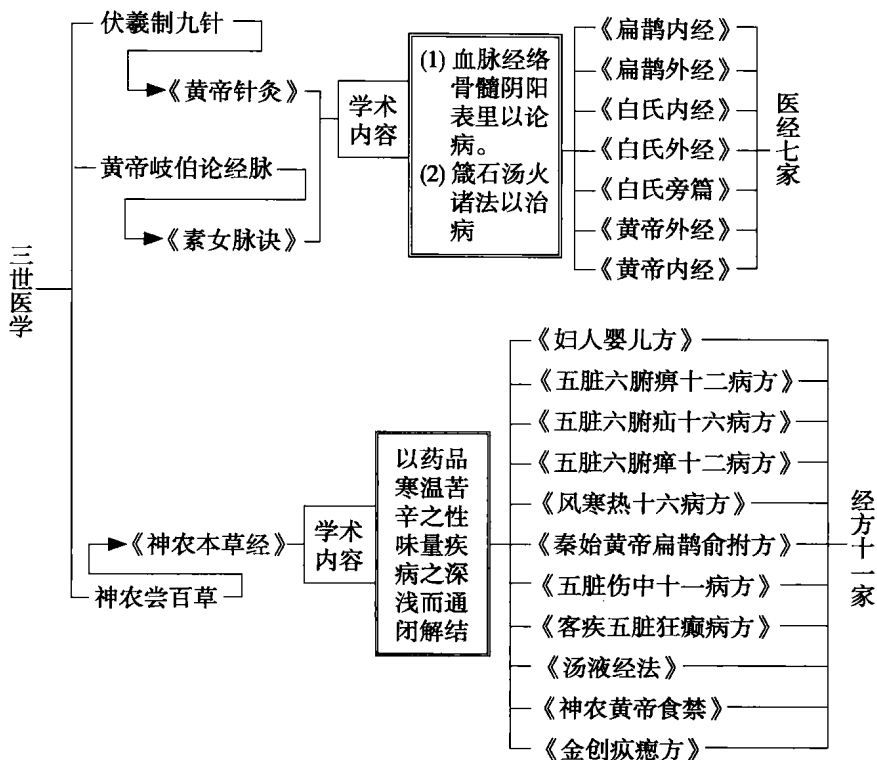 三世医学
伏羲制九针
《黄帝针灸》
黄帝岐伯论经脉
《素女脉诀》
学术
内容
(1) 血脉经络
骨髓阴阳
表里以论
病。
(2) 箴石汤火
诸法以治
病
《扁鹊内经》
《扁鹊外经》
《白氏内经》
《白氏外经》
《白氏旁篇》
《黄帝外经》
《黄帝内经》
医经七家
《神农本草经》
神农尝百草
学术
内容
以药品
寒温苦
辛之性
味量疾
病之深
浅而通
闭解结
《妇人婴儿方》
《五脏六腑痹十二病方》
《五脏六腑疝十六病方》
《五脏六腑瘅十二病方》
《风寒热十六病方》
《秦始黄帝扁鹊俞拊方》
《五脏伤中十一病方》
《客疾五脏狂癫病方》
《汤液经法》
《神农黄帝食禁》
《金创疭瘛方》
经方十一家